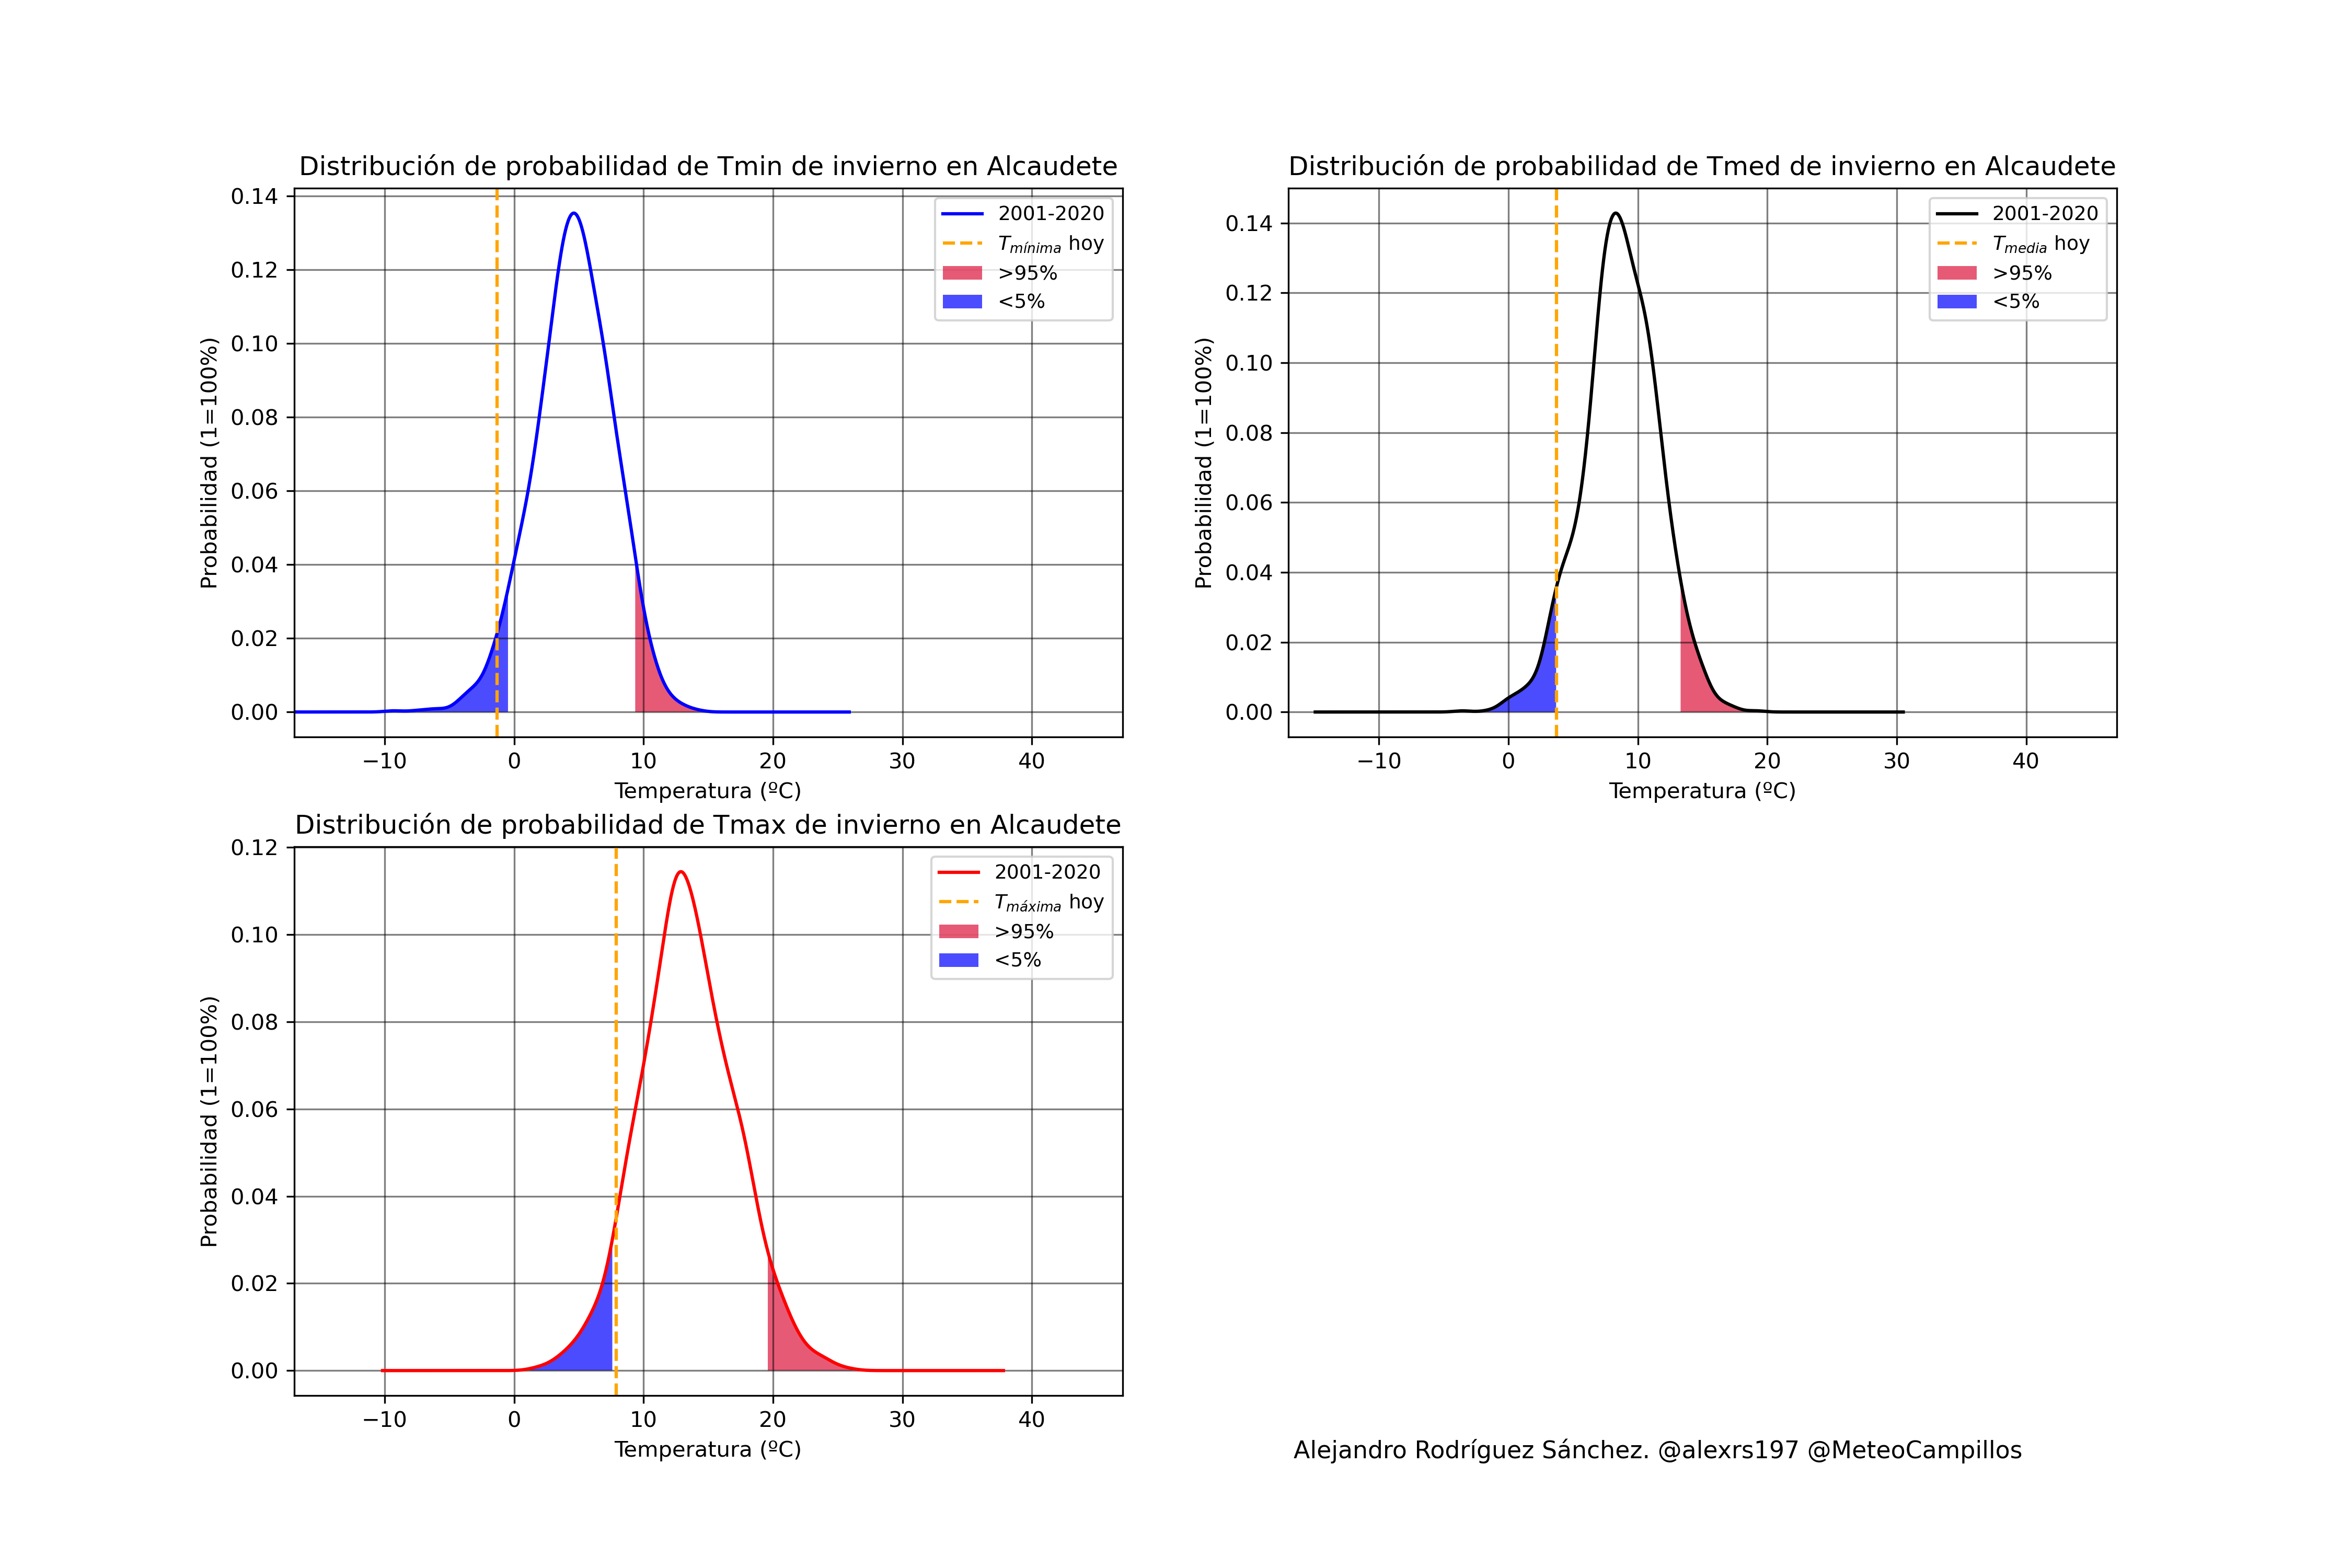 Distribución de probabilidad de Tmin de invierno en Alcaudete
0.14
0.12
0.10
0.08
0.06
0.04
0.02
0.00
Probabilidad (1=100%)
2001-2020
Tmínima hoy
>95%
<5%
−10 0 10 20 30 40
Temperatura (ºC)
Distribución de probabilidad de Tmed de invierno en Alcaudete
0.14
0.12
0.10
0.08
0.06
0.04
0.02
0.00
Probabilidad (1=100%)
2001-2020
Tmedia hoy
>95%
<5%
−10 0 10 20 30 40
Temperatura (ºC)
Distribución de probabilidad de Tmax de invierno en Alcaudete
0.12
0.10
0.08
0.06
0.04
0.02
0.00
Probabilidad (1=100%)
2001-2020
Tmáxima hoy
>95%
<5%
−10 0 10 20 30 40
Temperatura (ºC)
Alejandro Rodríguez Sánchez. @alexrs197 @MeteoCampillos